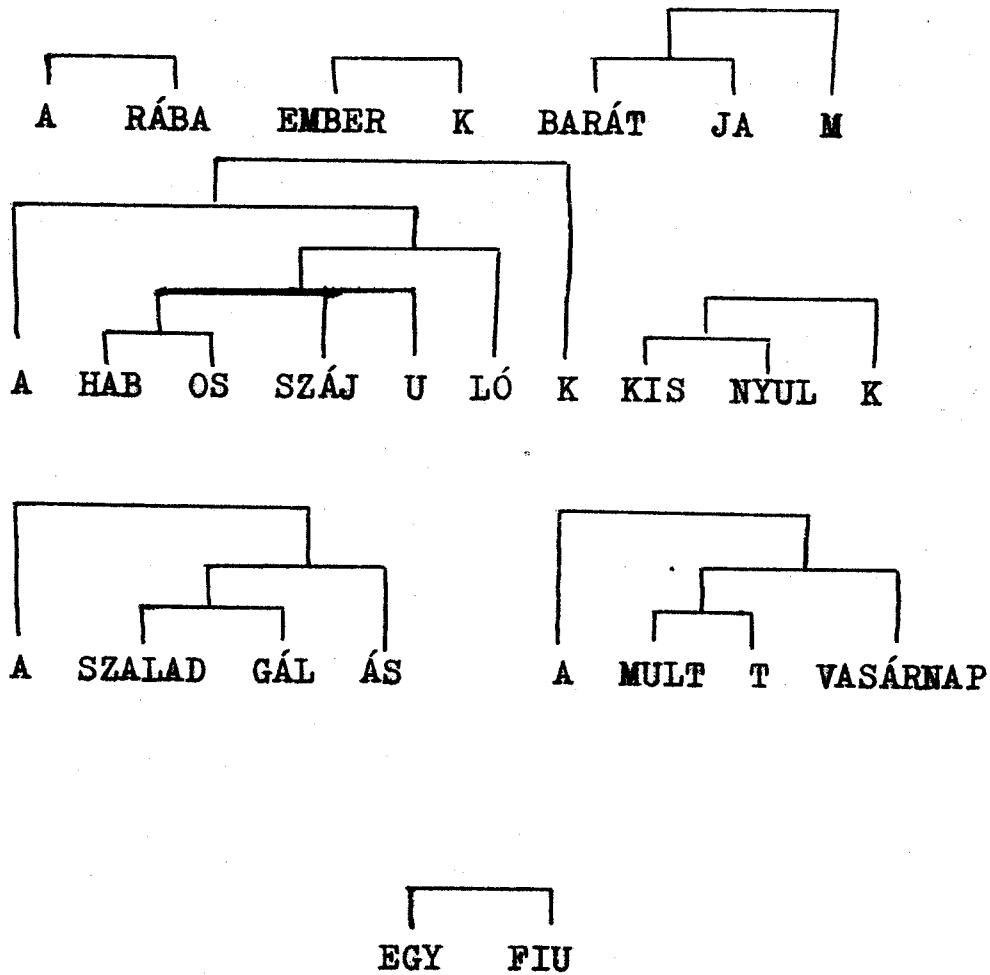 A RÁBA EMBER K BARÁT JA M
A HAB OS SZÁJ U LÓ K KIS NYUL K
A SZALAD GÁL ÁS A MULT T VASÁRNAP
EGY FIU